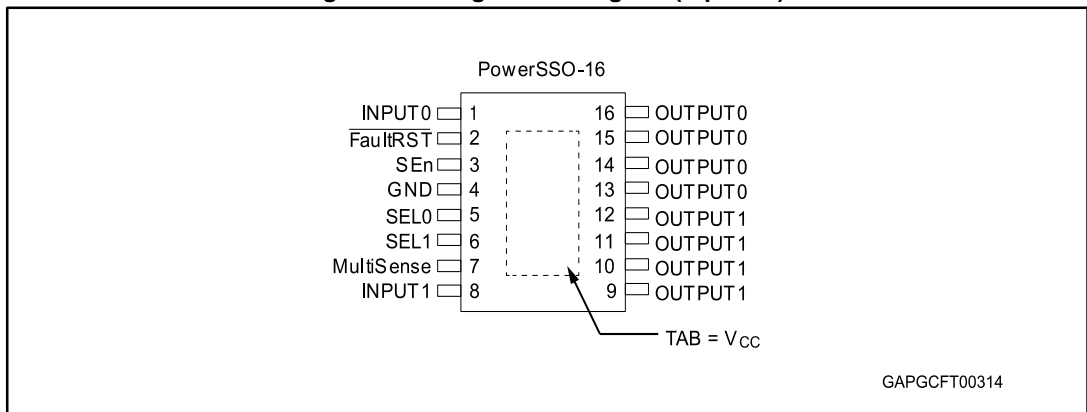 PowerSSO-16
INPUT0 1 16 OUTPUT0
FaultRST 2 15 OUTPUT0
SEn 3 14 OUTPUT0
GND 4 13 OUTPUT0
SEL0 5 12 OUTPUT1
SEL1 6 11 OUTPUT1
MultiSense 7 10 OUTPUT1
INPUT1 8 9 OUTPUT1
TAB = VCC
GAPGCFT00314